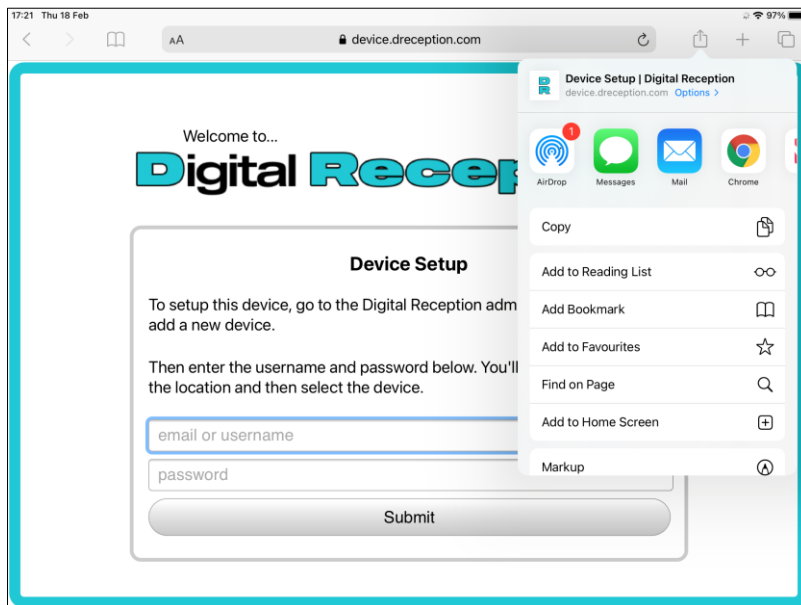 17:21 Thu 18 Feb
97%
AA
device.dreception.com
Device Setup | Digital Reception
device.dreception.com Options >
1
AirDrop
Messages
Mail
Chrome
Copy
Add to Reading List
Add Bookmark
Add to Favourites
Find on Page
Add to Home Screen
Markup
Welcome to...
Digital Recep
Device Setup
To setup this device, go to the Digital Reception adm
add a new device.
Then enter the username and password below. You'll
the location and then select the device.
email or username
password
Submit